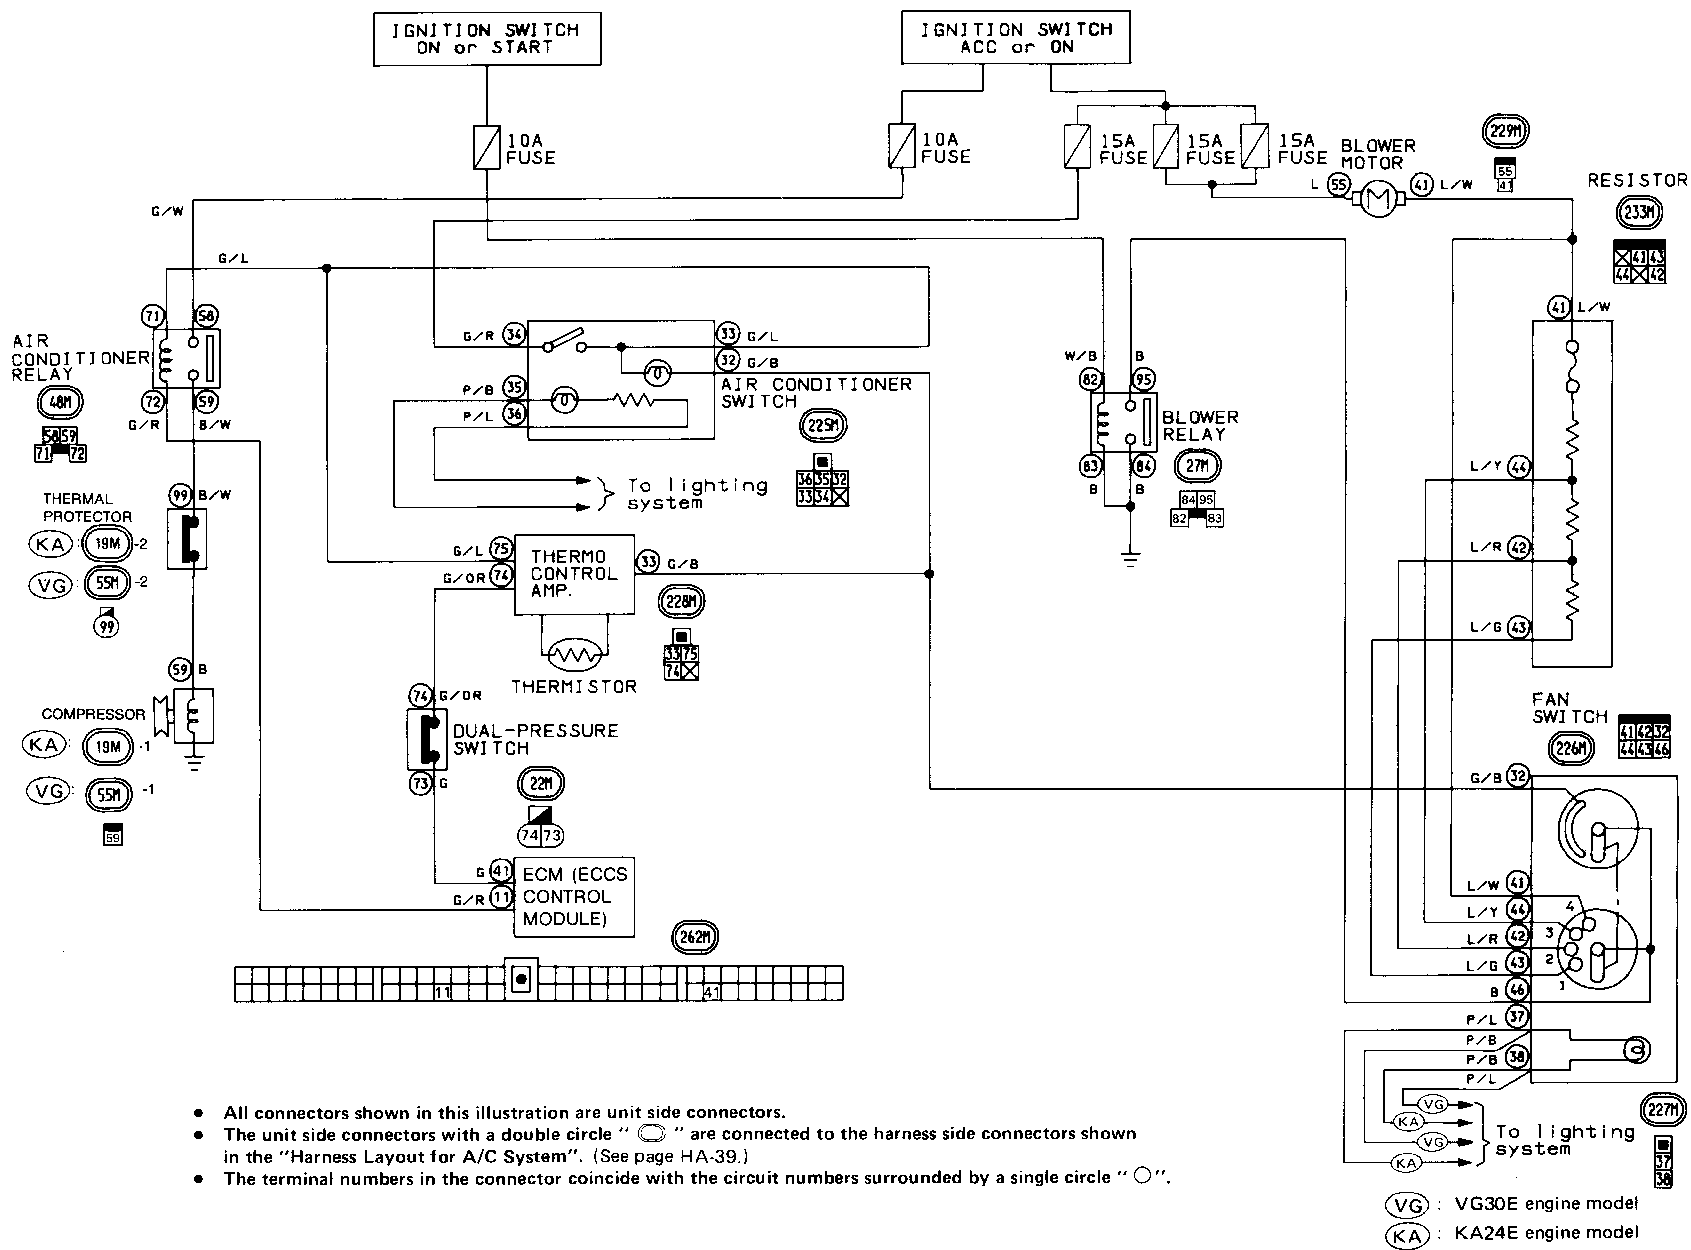 IGNITION SWITCH
ON or START
IGNITION SWITCH
ACC or ON
10A
FUSE
10A
FUSE
15A
FUSE
15A
FUSE
15A
FUSE
BLOWER
MOTOR
229M
55
41
L 55 M 41 L/W
RESISTOR
233M
41 43
44 42
G/W
G/L
71 58
AIR
CONDITIONER
RELAY
48M
58 59
71 72
72 59
G/R B/W
G/R 34
33 G/L
32 G/B
P/B 35
P/L 36
AIR CONDITIONER
SWITCH
225M
36 35 32
33 34
To lighting
system
W/B B
82 95
BLOWER
RELAY
83 84
B B
27M
84 95
82 83
41 L/W
L/Y 44
L/R 42
L/G 43
THERMAL
PROTECTOR
99 B/W
KA : 19M -2
VG : 55M -2
99
G/L 75
G/OR 74
THERMO
CONTROL
AMP.
33 G/B
228M
33 75
74
THERMISTOR
59 B
COMPRESSOR
KA : 19M -1
VG : 55M -1
59
74 G/OR
DUAL-PRESSURE
SWITCH
73 G
22M
74 73
G 41
G/R 11
ECM (ECCS
CONTROL
MODULE)
262M
11 41
FAN
SWITCH
226M
41 42 32
44 43 46
G/B 32
L/W 41
L/Y 44
L/R 42
L/G 43
B 46
4
3
2
1
P/L 37
P/B
P/B 38
P/L
VG
KA
VG
KA
To lighting
system
227M
37
38
● All connectors shown in this illustration are unit side connectors.
● The unit side connectors with a double circle " " are connected to the harness side connectors shown
in the "Harness Layout for A/C System". (See page HA-39.)
● The terminal numbers in the connector coincide with the circuit numbers surrounded by a single circle " ○".
VG : VG30E engine model
KA : KA24E engine model